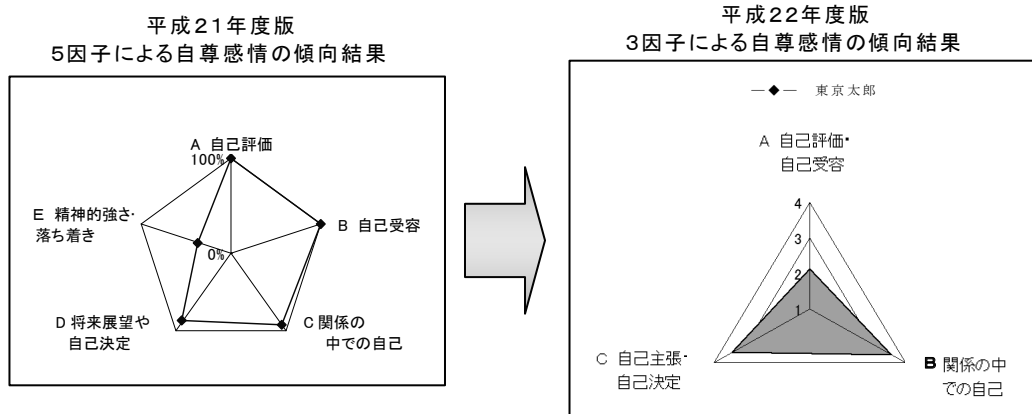 平成21年度版
5因子による自尊感情の傾向結果
A 自己評価
100%
E 精神的強さ・
落ち着き
B 自己受容
0%
D 将来展望や
自己決定
C 関係の
中での自己
平成22年度版
3因子による自尊感情の傾向結果
東京太郎
A 自己評価・
自己受容
4
3
2
1
C 自己主張・
自己決定
B 関係の中
での自己